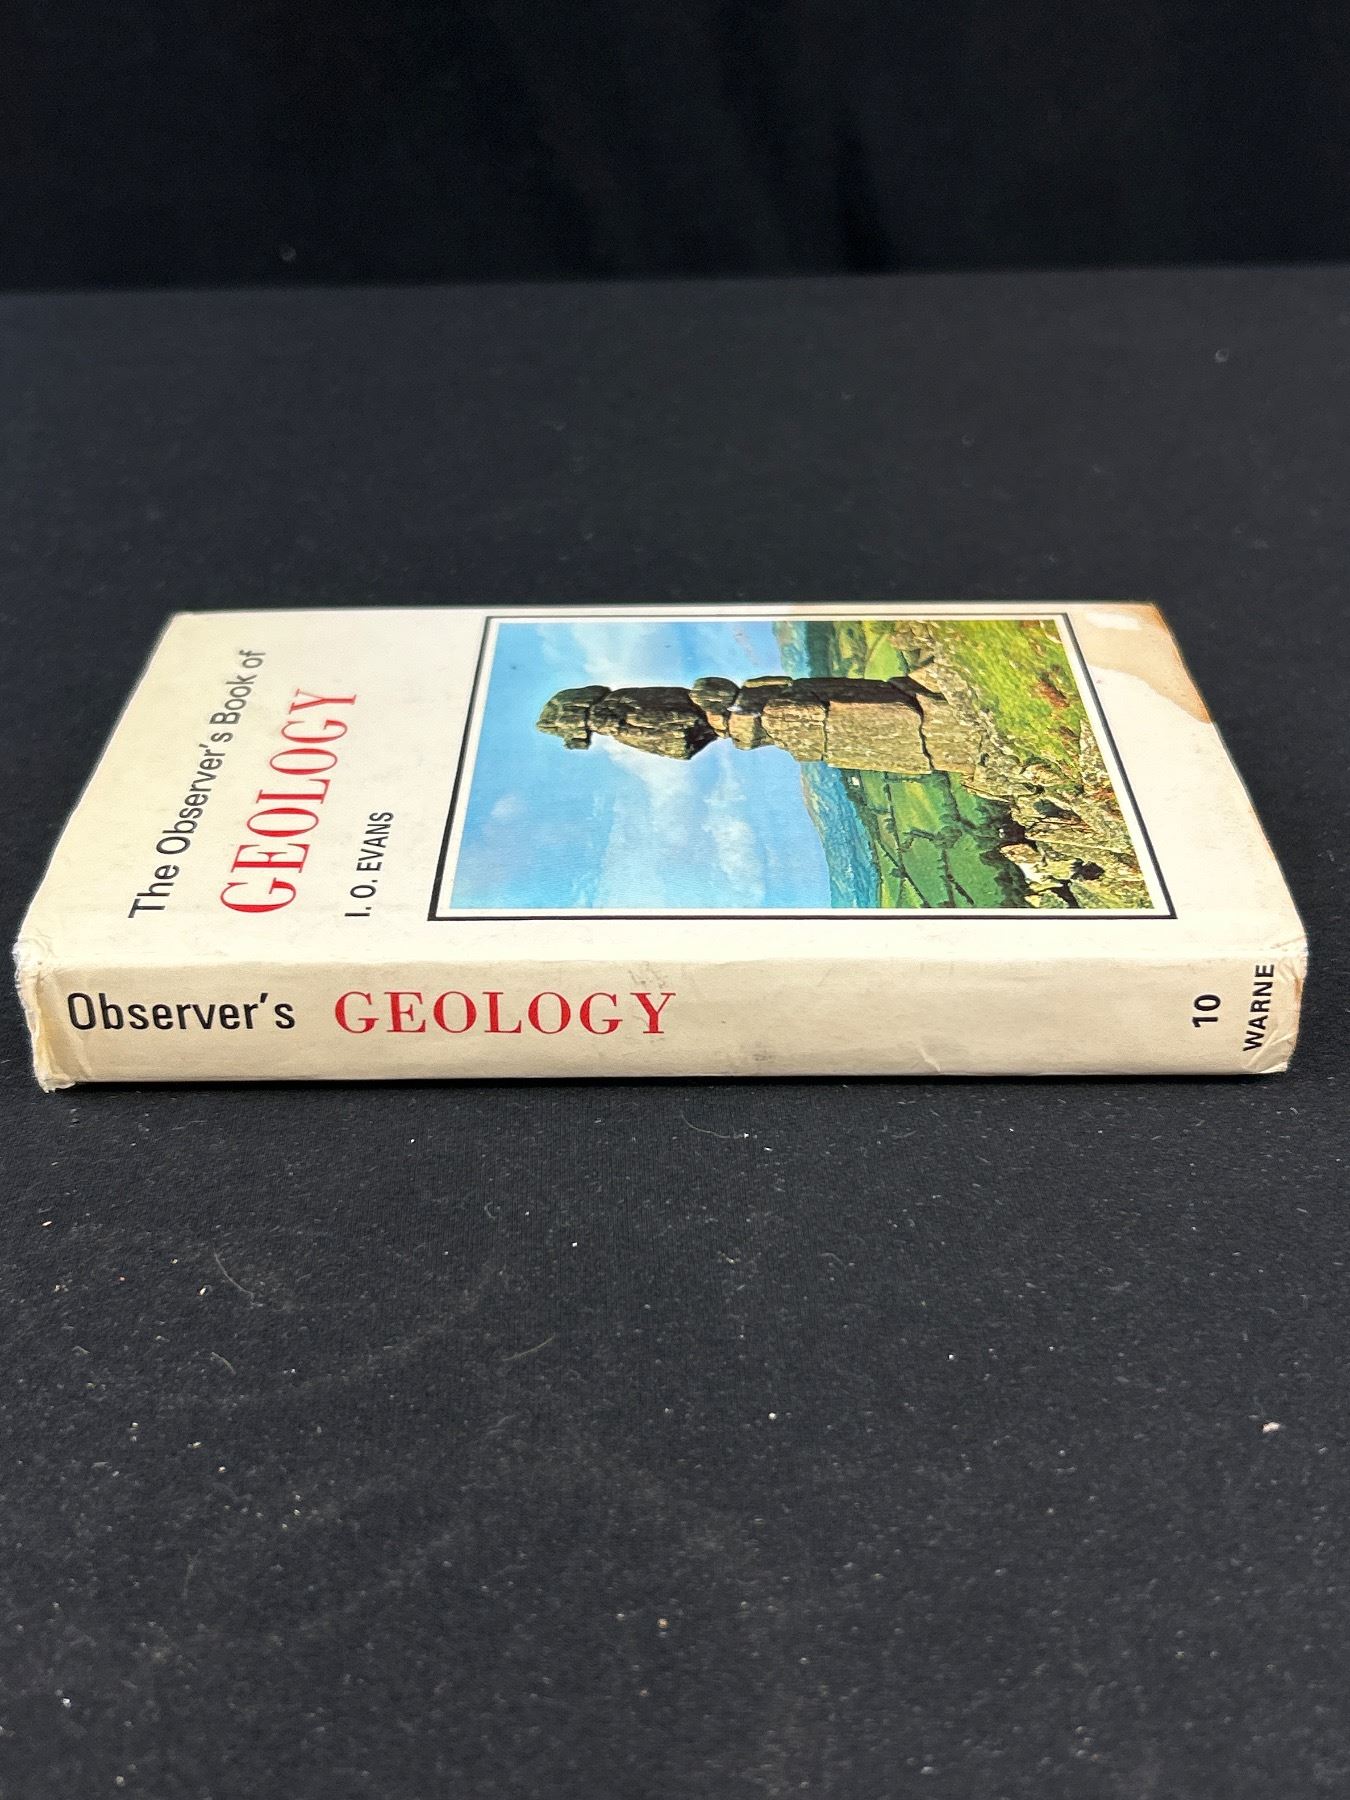 The Observer's Book of
GEOLOGY
I. O. EVANS
Observer's GEOLOGY
10
WARNE